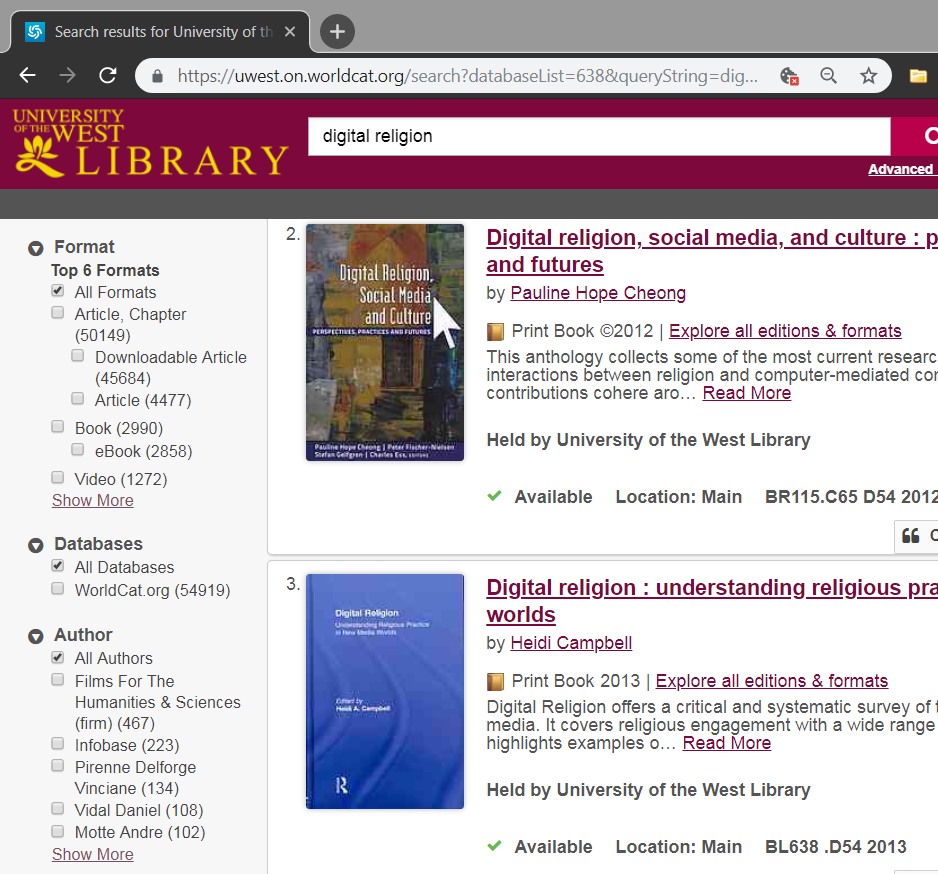 Search results for University of th
https://uwest.on.worldcat.org/search?databaseList=638&queryString=dig...
UNIVERSITY
OF THE WEST
LIBRARY
digital religion
Advanced
Format
Top 6 Formats
All Formats
Article, Chapter
(50149)
Downloadable Article
(45684)
Article (4477)
Book (2990)
eBook (2858)
Video (1272)
Show More
Databases
All Databases
WorldCat.org (54919)
Author
All Authors
Films For The
Humanities & Sciences
(firm) (467)
Infobase (223)
Pirenne Delforge
Vinciane (134)
Vidal Daniel (108)
Motte Andre (102)
Show More
2.
Digital Religion,
Social Media
and Culture
PERSPECTIVES, PRACTICES AND FUTURES
Pauline Hope Cheong | Peter Fischer-Nielsen
Stefan Gelfgren | Charles Ess, EDITORS
Digital religion, social media, and culture : p
and futures
by Pauline Hope Cheong
Print Book ©2012 | Explore all editions & formats
This anthology collects some of the most current researc
interactions between religion and computer-mediated co
contributions cohere aro… Read More
Held by University of the West Library
Available Location: Main BR115.C65 D54 2012
3.
Digital Religion
Understanding Religious Practice
in New Media Worlds
Edited by
Heidi A. Campbell
R
Digital religion : understanding religious pra
worlds
by Heidi Campbell
Print Book 2013 | Explore all editions & formats
Digital Religion offers a critical and systematic survey of t
media. It covers religious engagement with a wide range
highlights examples o… Read More
Held by University of the West Library
Available Location: Main BL638 .D54 2013